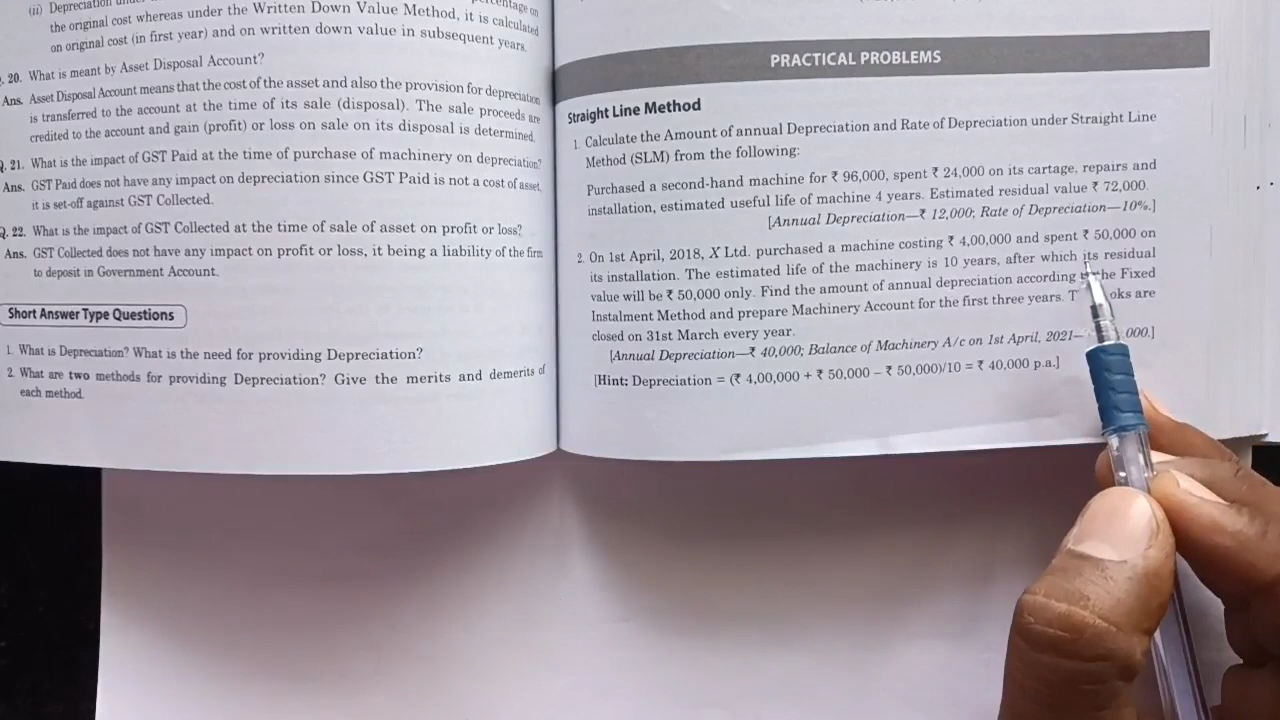 (ii) Depreciation
the original cost whereas under the Written Down Value Method, it is calculated
on original cost (in first year) and on written down value in subsequent years.
20. What is meant by Asset Disposal Account?
Ans. Asset Disposal Account means that the cost of the asset and also the provision for depreciation
is transferred to the account at the time of its sale (disposal). The sale proceeds are
credited to the account and gain (profit) or loss on sale on its disposal is determined.
Q. 21. What is the impact of GST Paid at the time of purchase of machinery on depreciation?
Ans. GST Paid does not have any impact on depreciation since GST Paid is not a cost of asset,
it is set-off against GST Collected.
Q. 22. What is the impact of GST Collected at the time of sale of asset on profit or loss?
Ans. GST Collected does not have any impact on profit or loss, it being a liability of the firm
to deposit in Government Account.
Short Answer Type Questions
1. What is Depreciation? What is the need for providing Depreciation?
2. What are two methods for providing Depreciation? Give the merits and demerits of
each method.
PRACTICAL PROBLEMS
Straight Line Method
1. Calculate the Amount of annual Depreciation and Rate of Depreciation under Straight Line
Method (SLM) from the following:
Purchased a second-hand machine for ₹ 96,000, spent ₹ 24,000 on its cartage, repairs and
installation, estimated useful life of machine 4 years. Estimated residual value ₹ 72,000.
[Annual Depreciation—₹ 12,000; Rate of Depreciation—10%.]
2. On 1st April, 2018, X Ltd. purchased a machine costing ₹ 4,00,000 and spent ₹ 50,000 on
its installation. The estimated life of the machinery is 10 years, after which its residual
value will be ₹ 50,000 only. Find the amount of annual depreciation according the Fixed
Instalment Method and prepare Machinery Account for the first three years. are
closed on 31st March every year.
[Annual Depreciation—₹ 40,000; Balance of Machinery A/c on 1st April, 2021— ,000.]
[Hint: Depreciation = (₹ 4,00,000 + ₹ 50,000 – ₹ 50,000)/10 = ₹ 40,000 p.a.]